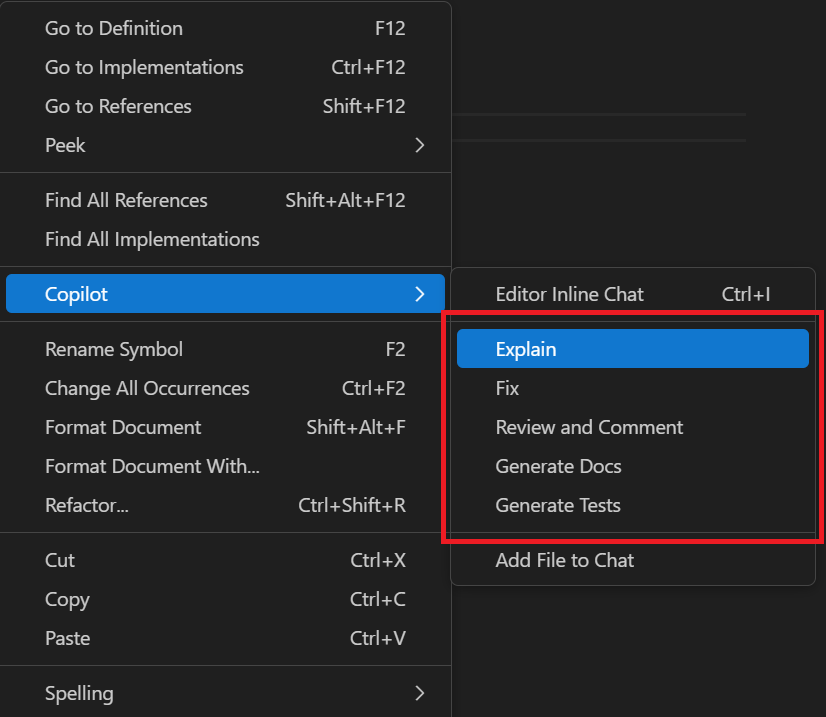 Go to Definition F12
Go to Implementations Ctrl+F12
Go to References Shift+F12
Peek
Find All References Shift+Alt+F12
Find All Implementations
Copilot
Rename Symbol F2
Change All Occurrences Ctrl+F2
Format Document Shift+Alt+F
Format Document With...
Refactor... Ctrl+Shift+R
Cut Ctrl+X
Copy Ctrl+C
Paste Ctrl+V
Spelling
Editor Inline Chat Ctrl+I
Explain
Fix
Review and Comment
Generate Docs
Generate Tests
Add File to Chat